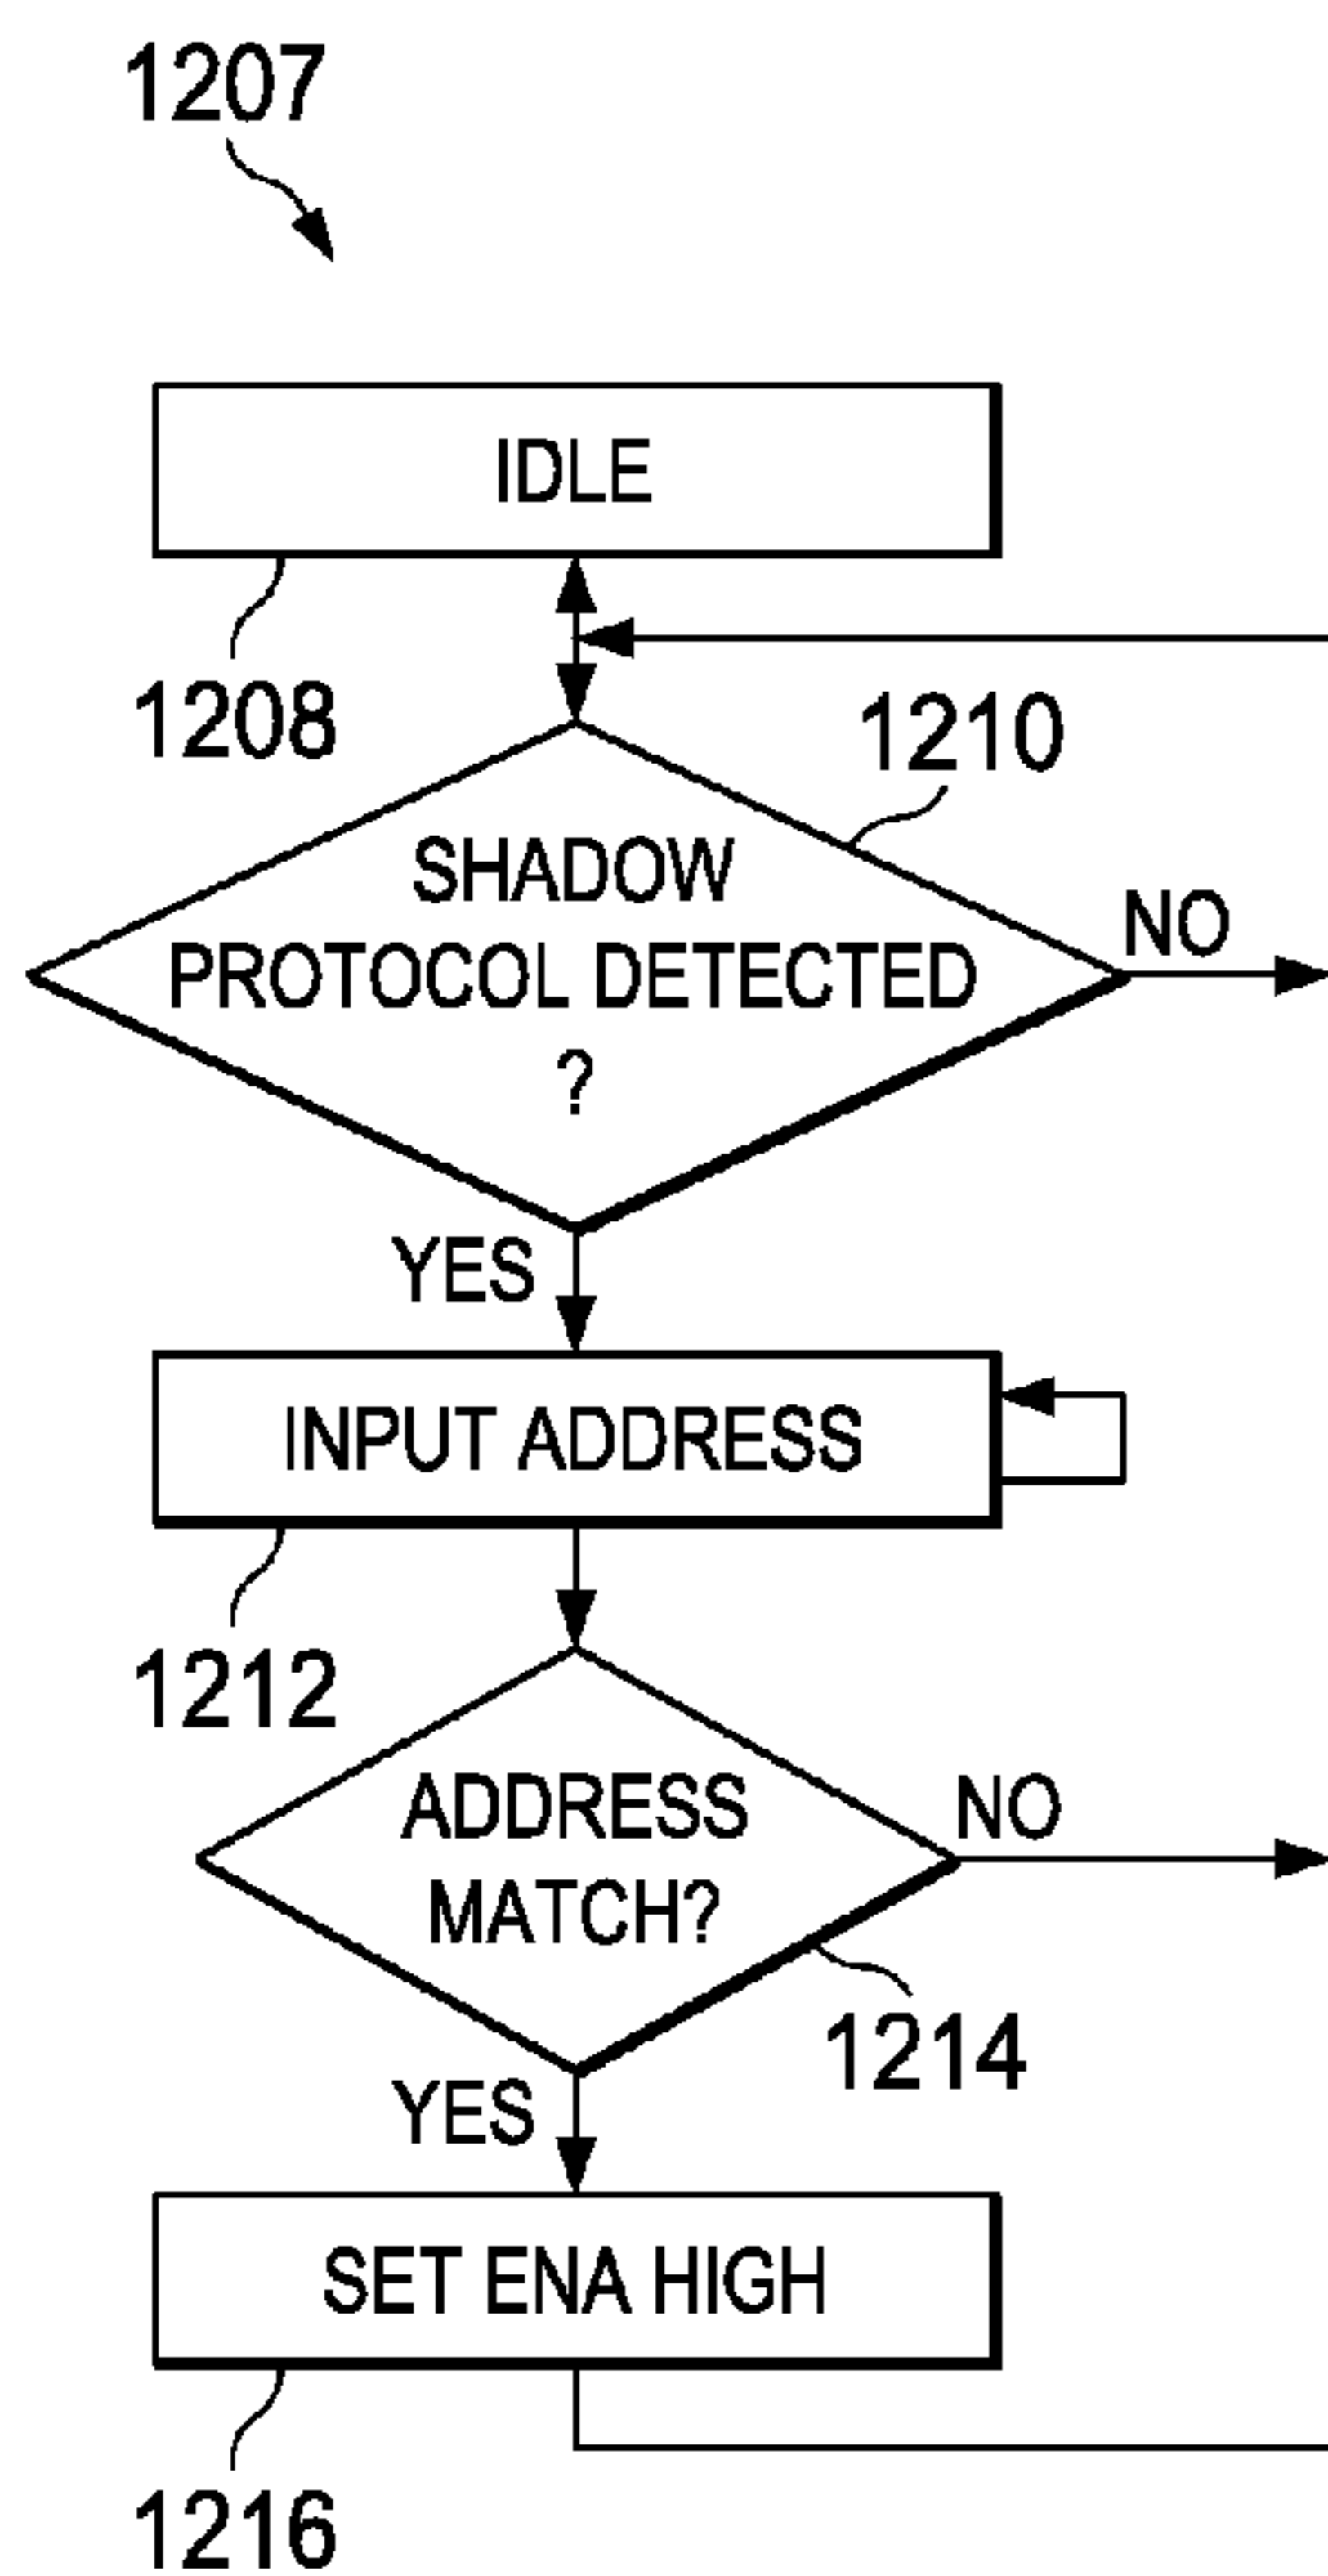 1207
IDLE
1208
1210
SHADOW
PROTOCOL DETECTED
?
NO
YES
INPUT ADDRESS
1212
ADDRESS
MATCH?
NO
1214
YES
SET ENA HIGH
1216